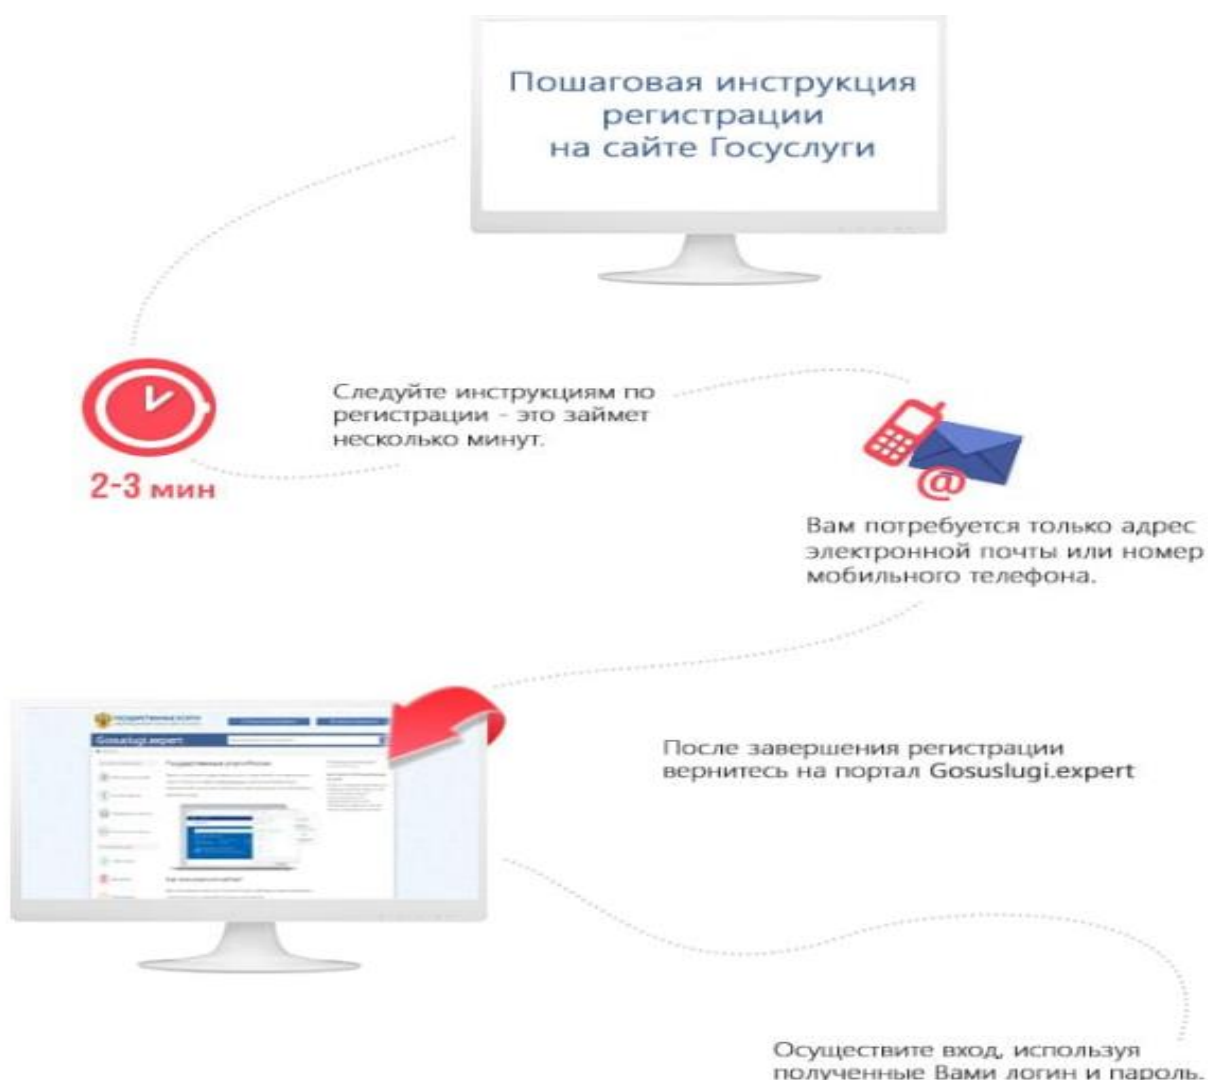 Пошаговая инструкция
регистрации
на сайте Госуслуги
Следуйте инструкциям по
регистрации - это займет
несколько минут.
2-3 мин
@
Вам потребуется только адрес
электронной почты или номер
мобильного телефона.
Gosuslugi.expert
После завершения регистрации
вернитесь на портал Gosuslugi.expert
Осуществите вход, используя
полученные Вами логин и пароль.